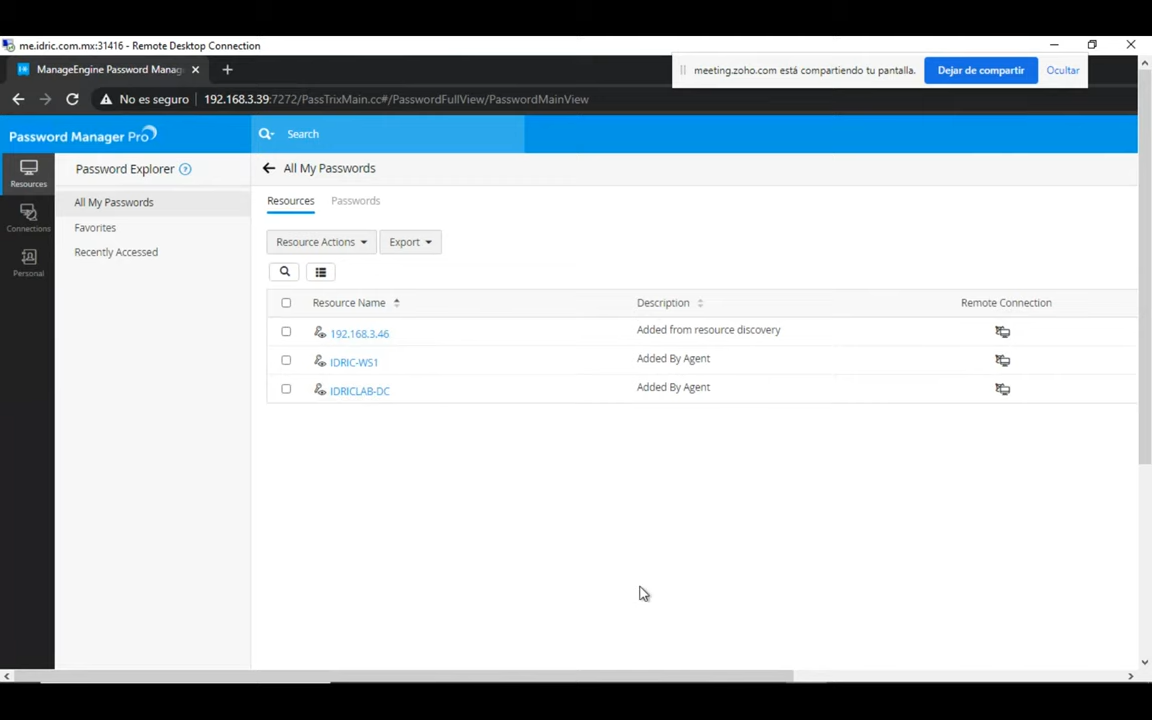 me.idric.com.mx:31416 - Remote Desktop Connection
ManageEngine Password Manag
meeting.zoho.com está compartiendo tu pantalla.
Dejar de compartir
Ocultar
No es seguro
192.168.3.39:7272/PassTrixMain.cc#/PasswordFullView/PasswordMainView
Password Manager Pro
Search
Resources
Connections
Personal
Password Explorer ?
All My Passwords
Favorites
Recently Accessed
All My Passwords
Resources Passwords
Resource Actions Export
Resource Name Description Remote Connection
192.168.3.46 Added from resource discovery
IDRIC-WS1 Added By Agent
IDRICLAB-DC Added By Agent